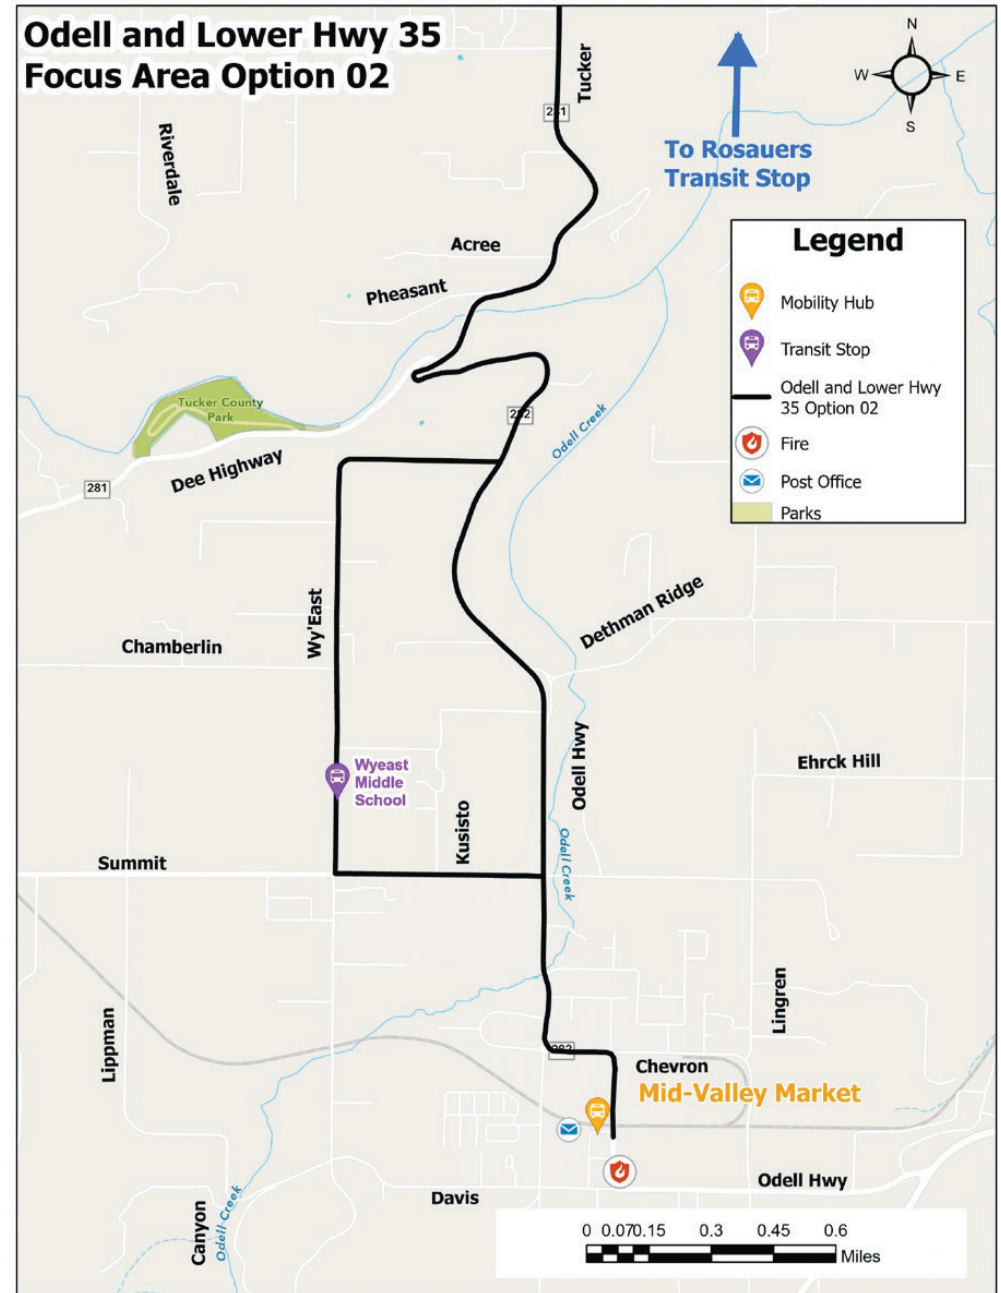 Odell and Lower Hwy 35
Focus Area Option 02
Tucker
N
W
E
S
281
Riverdale
To Rosauers
Transit Stop
Acree
Pheasant
Legend
Mobility Hub
Transit Stop
Odell and Lower Hwy
35 Option 02
Fire
Post Office
Parks
Tucker County
Park
282
Odell Creek
Dee Highway
281
Dethman Ridge
Wy'East
Chamberlin
Odell Hwy
Ehrck Hill
Wyeast
Middle
School
Kusisto
Summit
Odell Creek
Lingren
Lippman
282
Chevron
Mid-Valley Market
Odell Hwy
Davis
Canyon
Odell Creek
0 0.07 0.15 0.3 0.45 0.6
Miles